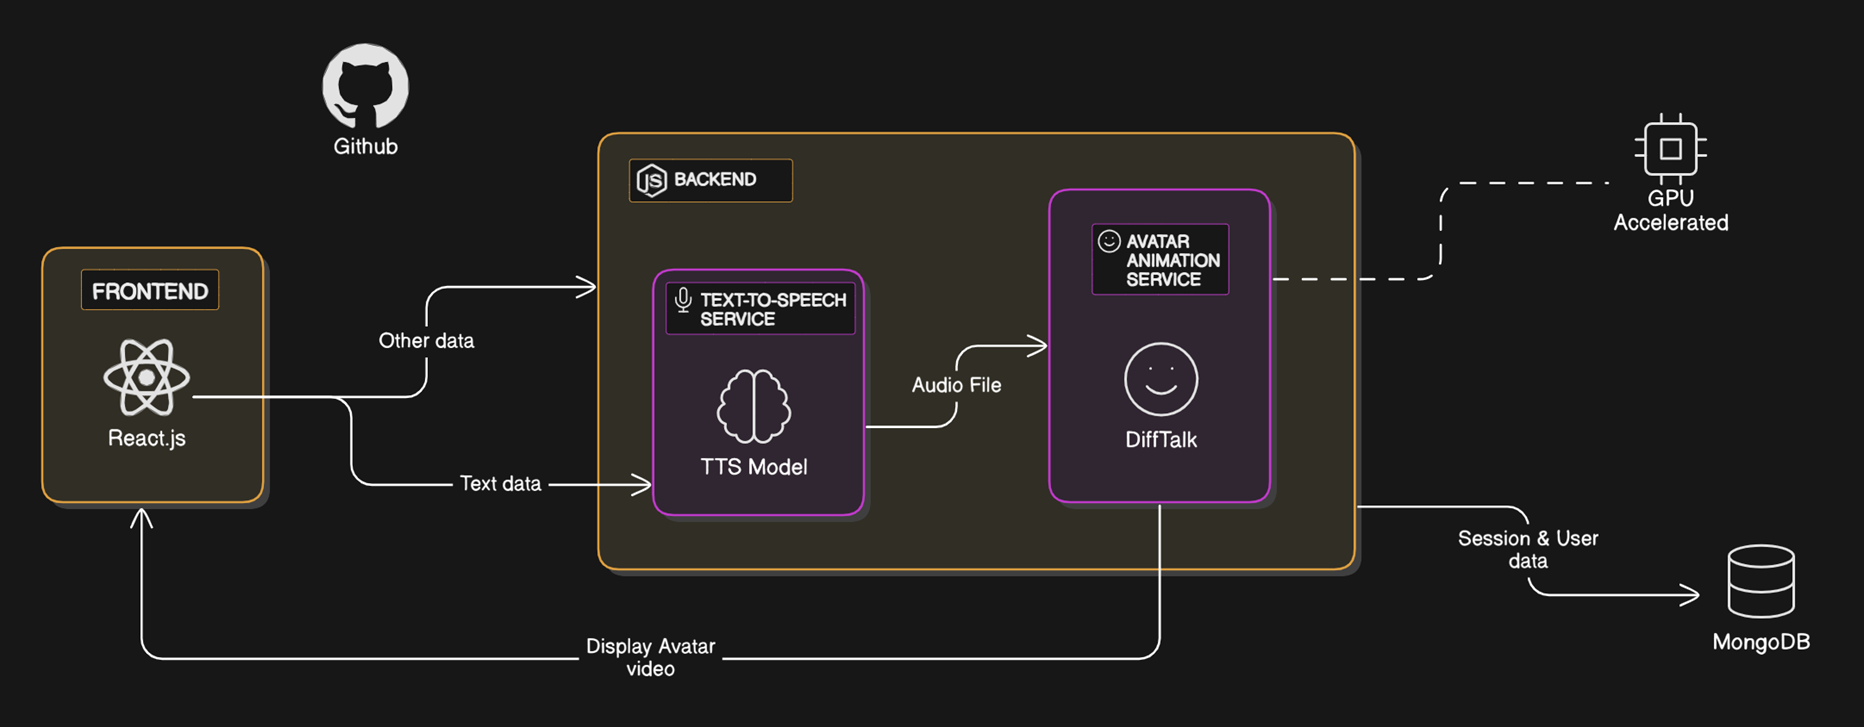 Github
JS BACKEND
GPU
Accelerated
FRONTEND
React.js
Other data
Text data
TEXT-TO-SPEECH
SERVICE
TTS Model
Audio File
AVATAR
ANIMATION
SERVICE
DiffTalk
Session & User
data
MongoDB
Display Avatar
video